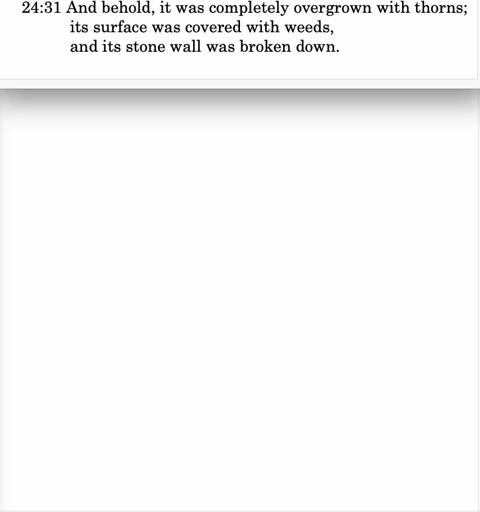 24:31 And behold, it was completely overgrown with thorns;
its surface was covered with weeds,
and its stone wall was broken down.